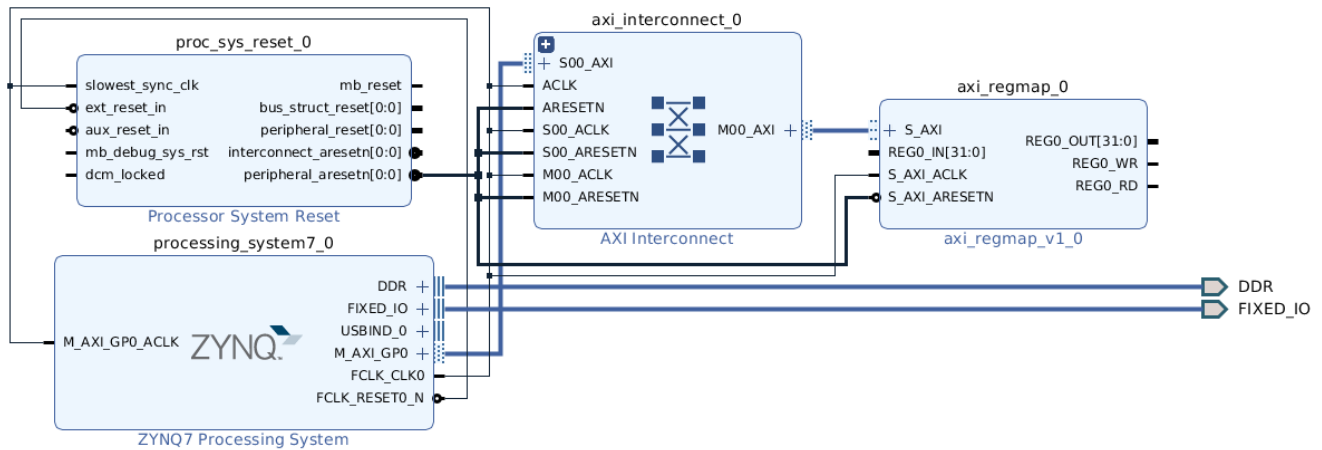 proc_sys_reset_0
slowest_sync_clk
ext_reset_in
aux_reset_in
mb_debug_sys_rst
dcm_locked
mb_reset
bus_struct_reset[0:0]
peripheral_reset[0:0]
interconnect_aresetn[0:0]
peripheral_aresetn[0:0]
Processor System Reset
processing_system7_0
M_AXI_GP0_ACLK
ZYNQ
DDR
FIXED_IO
USBIND_0
M_AXI_GP0
FCLK_CLK0
FCLK_RESET0_N
ZYNQ7 Processing System
axi_interconnect_0
S00_AXI
ACLK
ARESETN
S00_ACLK
S00_ARESETN
M00_ACLK
M00_ARESETN
M00_AXI
AXI Interconnect
axi_regmap_0
S_AXI
REG0_IN[31:0]
S_AXI_ACLK
S_AXI_ARESETN
REG0_OUT[31:0]
REG0_WR
REG0_RD
axi_regmap_v1_0
DDR
FIXED_IO